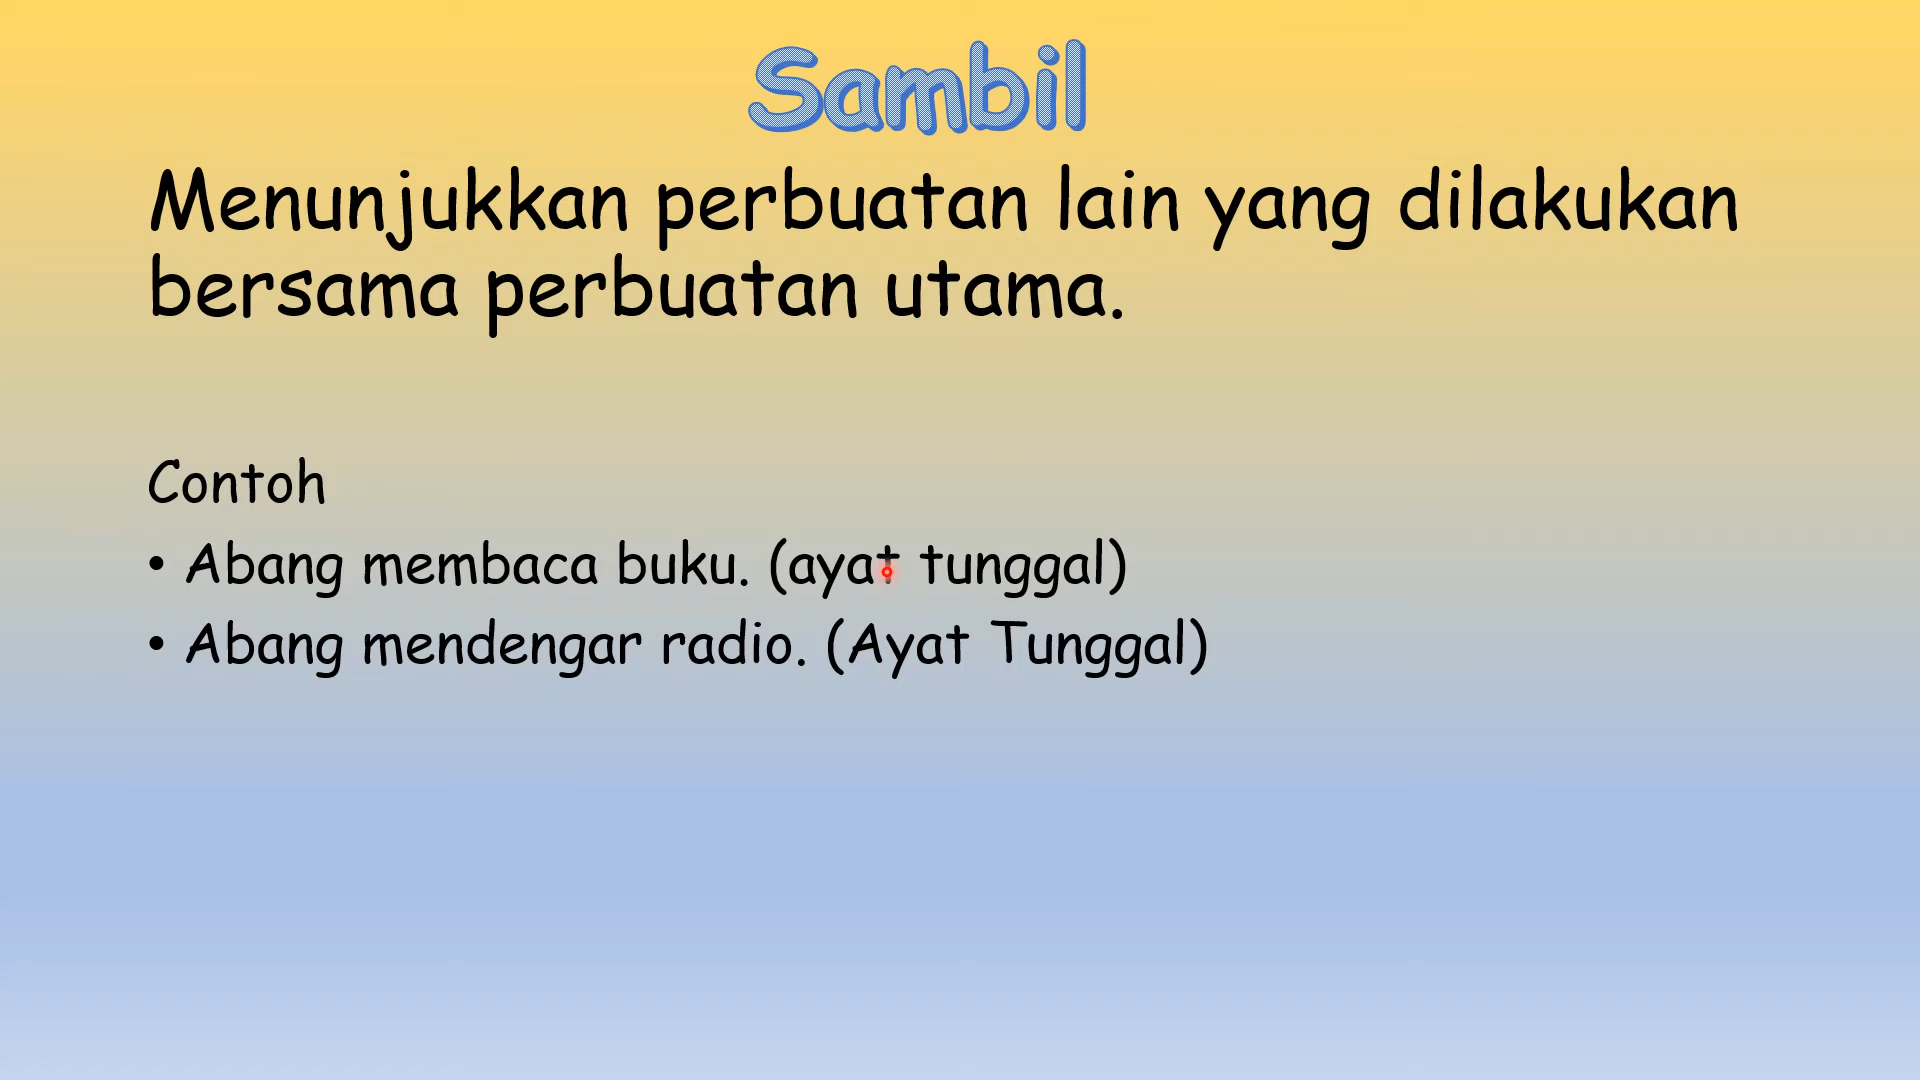 Sambil
Menunjukkan perbuatan lain yang dilakukan
bersama perbuatan utama.
Contoh
• Abang membaca buku. (ayat tunggal)
• Abang mendengar radio. (Ayat Tunggal)